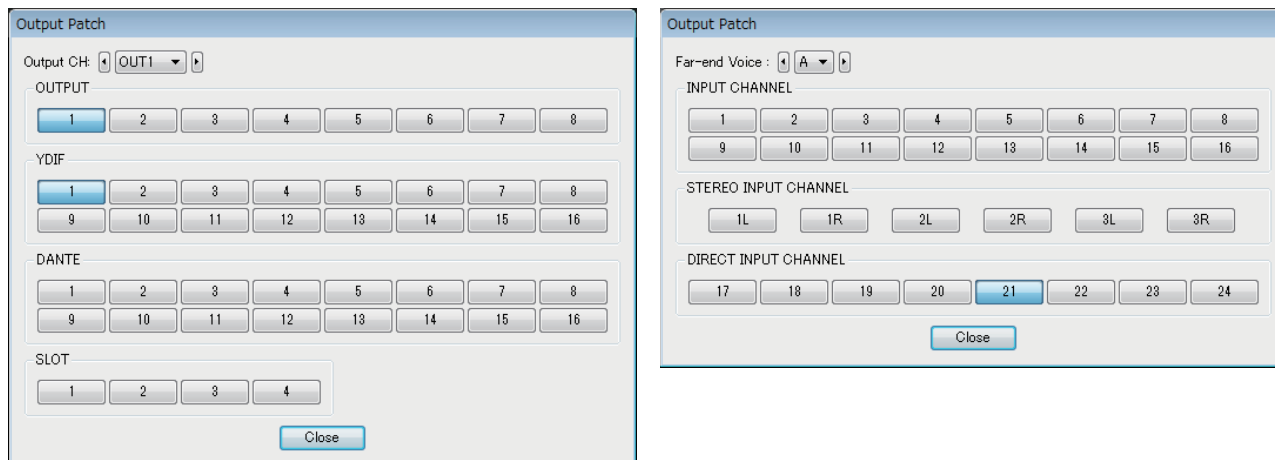 Output Patch
Output CH: OUT1
OUTPUT
1 2 3 4 5 6 7 8
YDIF
1 2 3 4 5 6 7 8
9 10 11 12 13 14 15 16
DANTE
1 2 3 4 5 6 7 8
9 10 11 12 13 14 15 16
SLOT
1 2 3 4
Close
Output Patch
Far-end Voice : A
INPUT CHANNEL
1 2 3 4 5 6 7 8
9 10 11 12 13 14 15 16
STEREO INPUT CHANNEL
1L 1R 2L 2R 3L 3R
DIRECT INPUT CHANNEL
17 18 19 20 21 22 23 24
Close